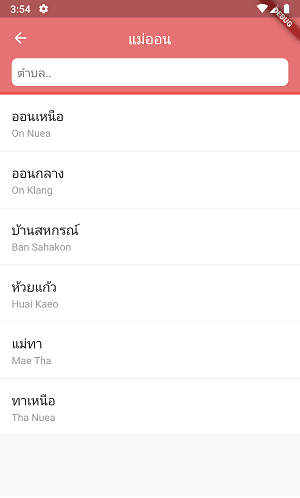 3:54
DEBUG
แม่ออน
ตำบล..
ออนเหนือ
On Nuea
ออนกลาง
On Klang
บ้านสหกรณ์
Ban Sahakon
ห้วยแก้ว
Huai Kaeo
แม่ทา
Mae Tha
ทาเหนือ
Tha Nuea